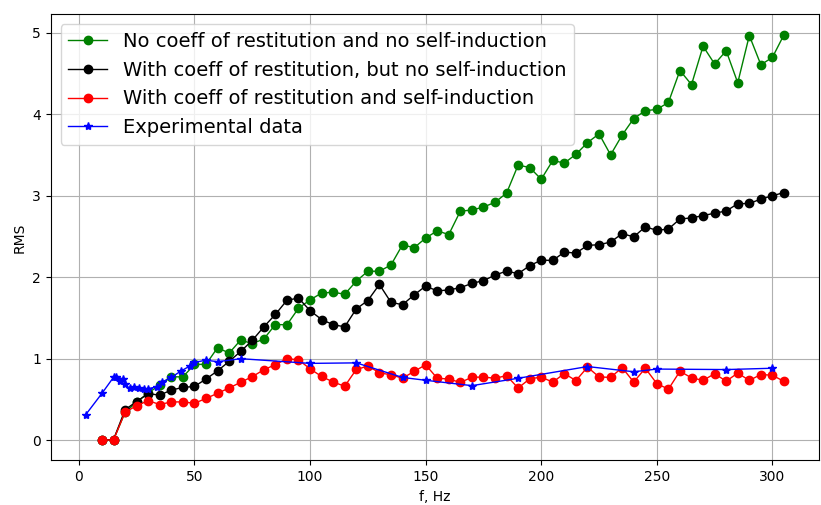 No coeff of restitution and no self-induction
With coeff of restitution, but no self-induction
With coeff of restitution and self-induction
Experimental data
RMS
5
4
3
2
1
0
0 50 100 150 200 250 300
f, Hz